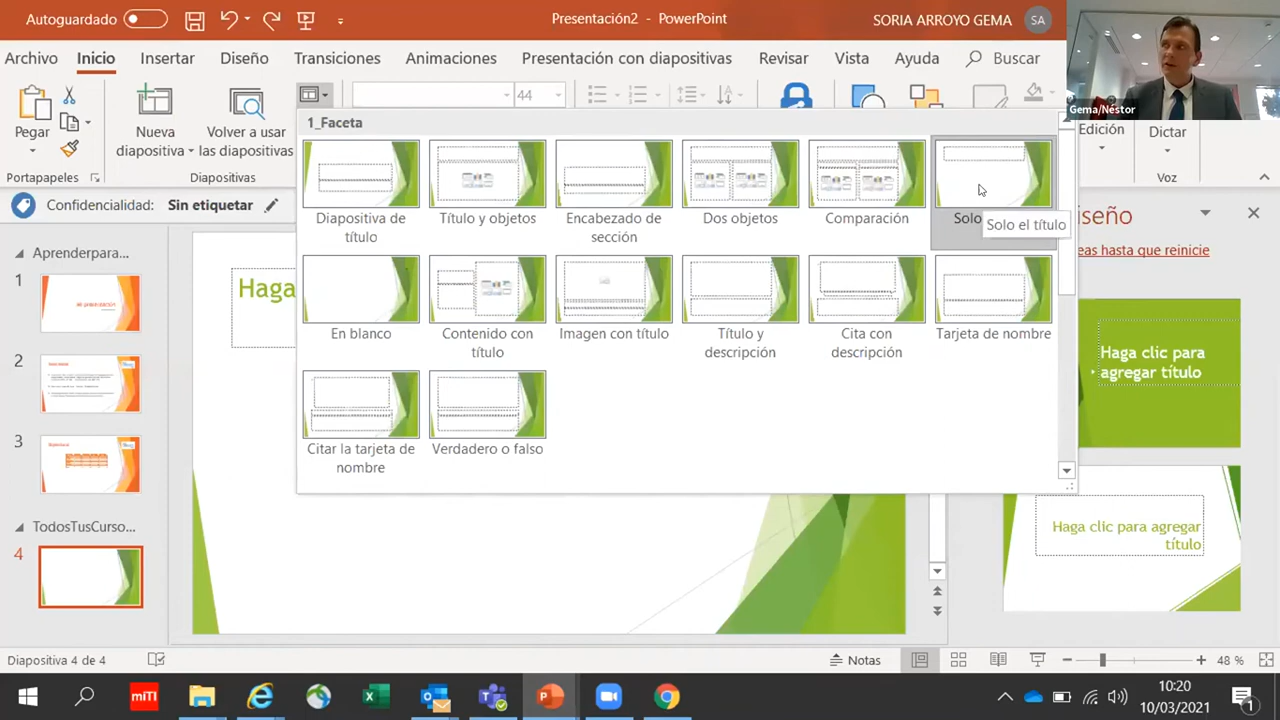 Autoguardado
Presentación2 - PowerPoint
SORIA ARROYO GEMA
SA
Archivo Inicio Insertar Diseño Transiciones Animaciones Presentación con diapositivas Revisar Vista Ayuda Buscar
Gema/Néstor
44
Pegar
Nueva
diapositiva
Volver a usar
las diapositivas
Edición
Dictar
Portapapeles
Diapositivas
Voz
1_Faceta
Diapositiva de
título
Título y objetos
Encabezado de
sección
Dos objetos
Comparación
Solo
Solo el título
En blanco
Contenido con
título
Imagen con título
Título y
descripción
Cita con
descripción
Tarjeta de nombre
Citar la tarjeta de
nombre
Verdadero o falso
Confidencialidad: Sin etiquetar
Aprenderpara...
1
Mi presentación
2
3
TodosTusCurso...
4
Haga
iseño
eas hasta que reinicie
Haga clic para
agregar título
Haga clic para agregar
título
Diapositiva 4 de 4
Notas
48 %
miTI
10:20
10/03/2021
1